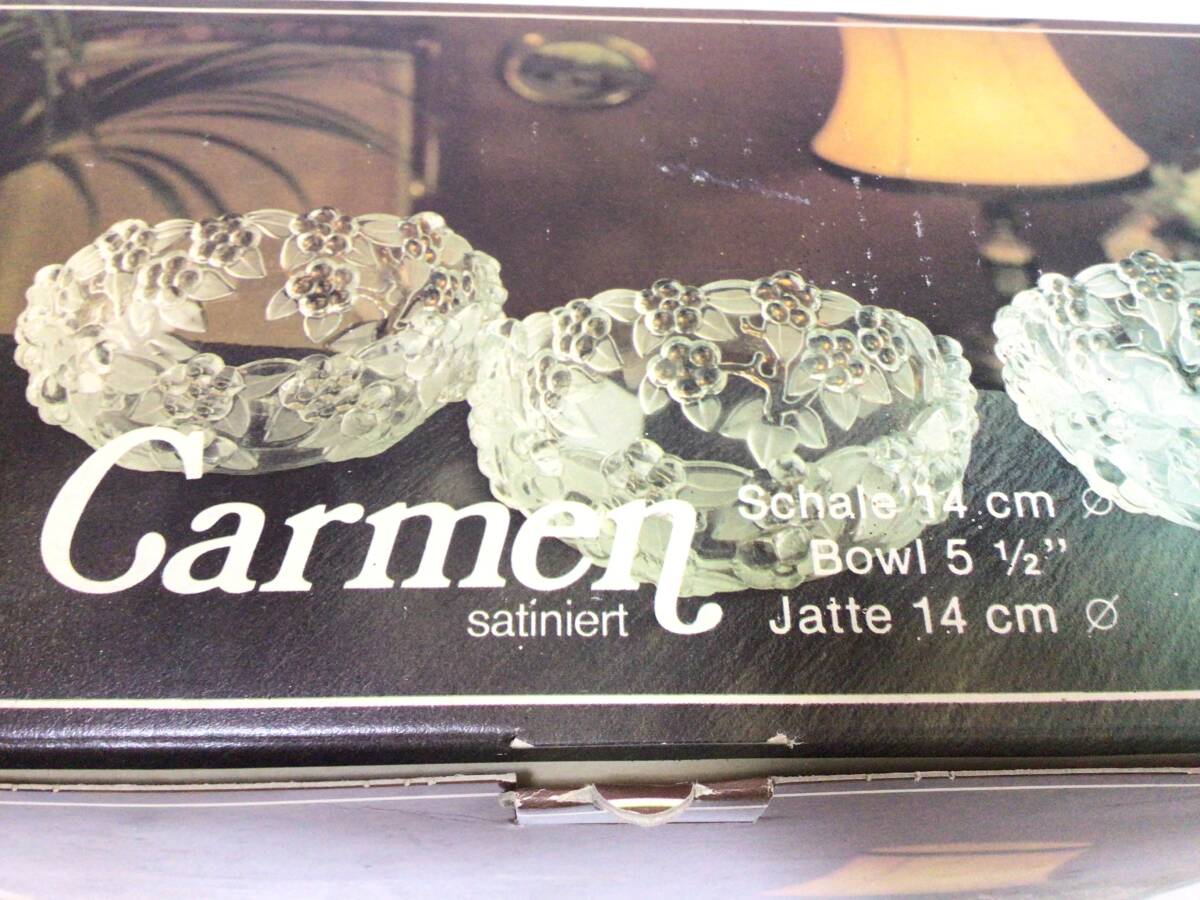 Carmen
satiniert
Schale 14 cm ∅
Bowl 5 ½”
Jatte 14 cm ∅